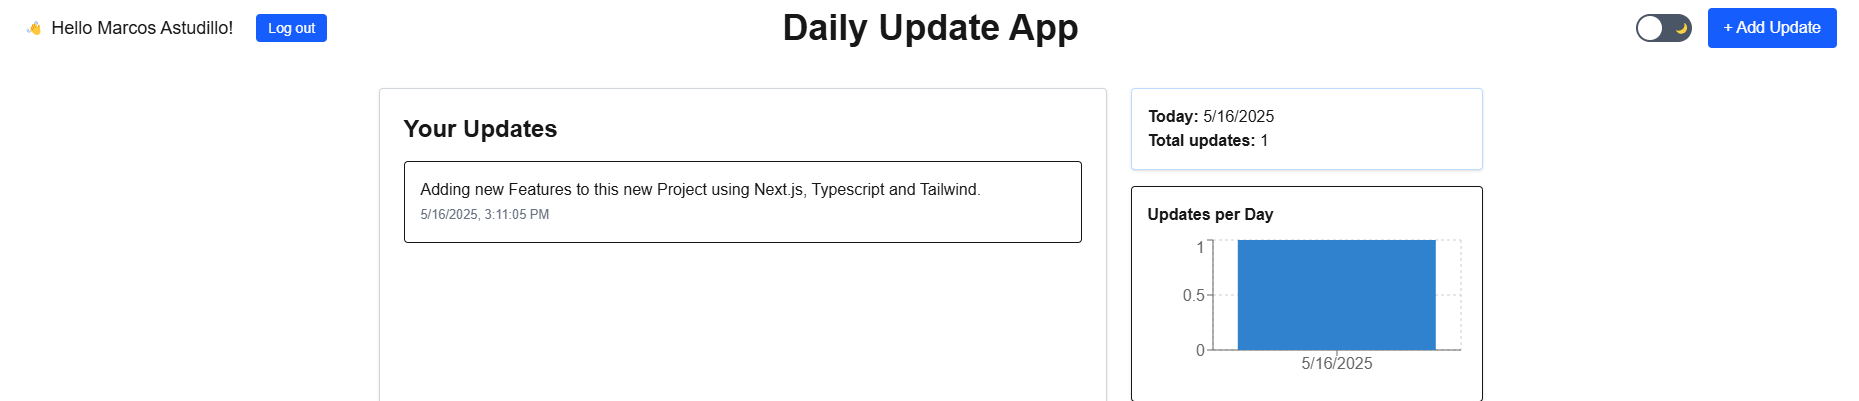 👋 Hello Marcos Astudillo!
Log out
Daily Update App
🌙
+ Add Update
Your Updates
Adding new Features to this new Project using Next.js, Typescript and Tailwind.
5/16/2025, 3:11:05 PM
Today: 5/16/2025
Total updates: 1
Updates per Day
1
0.5
0
5/16/2025